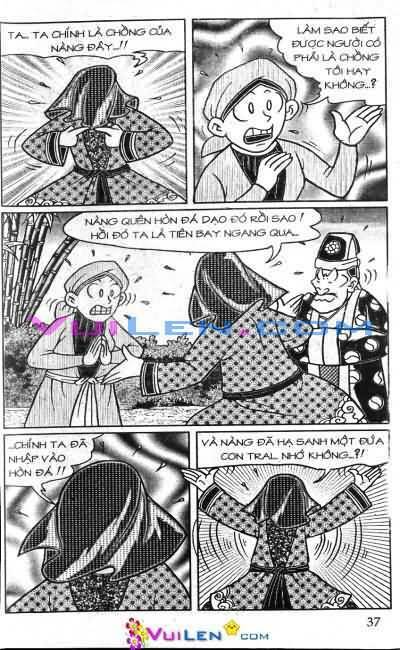 TA... TA CHÍNH LÀ CHỒNG CỦA
NÀNG ĐÂY...!!
LÀM SAO BIẾT
ĐƯỢC NGƯỜI CÓ
PHẢI LÀ CHỒNG
TÔI HAY
KHÔNG...?
NÀNG QUÊN HÒN ĐÁ DẠO ĐÓ RỒI SAO!
HỒI ĐÓ TA LÀ TIÊN BAY NGANG QUA...
VUILEN.COM
...CHÍNH TA ĐÃ
NHẬP VÀO
HÒN ĐÁ!!
VÀ NÀNG ĐÃ HẠ SANH MỘT ĐỨA
CON TRAI, NHỚ KHÔNG...?!
37
VUILEN COM